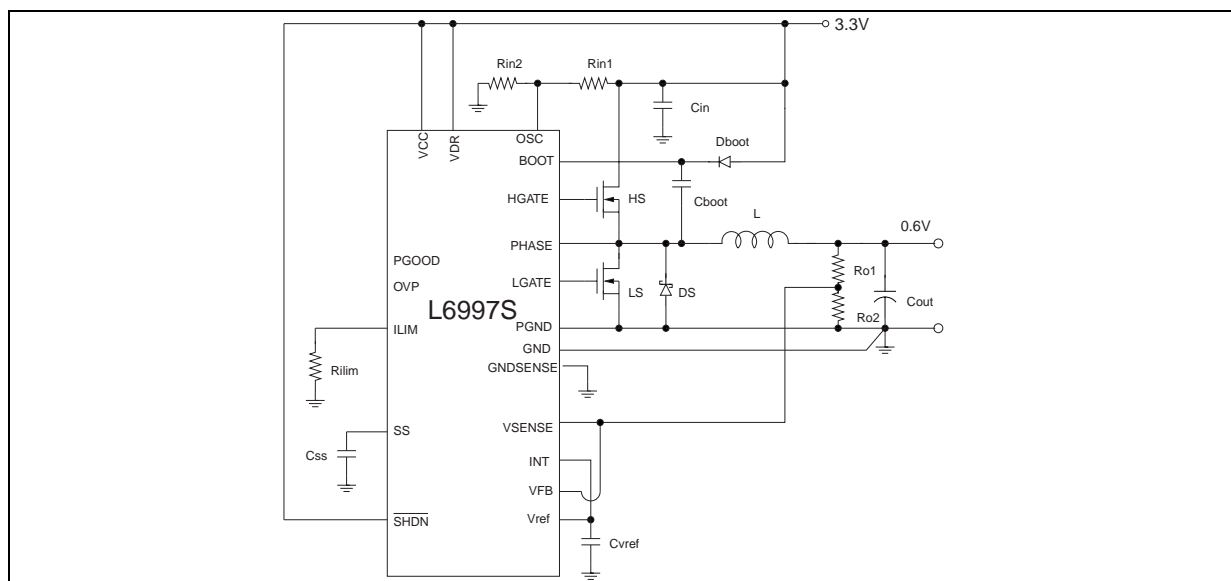 3.3V
Rin2
Rin1
Cin
VCC
VDR
OSC
Dboot
BOOT
Cboot
HGATE
HS
L
0.6V
PHASE
PGOOD
OVP
LGATE
LS
DS
Ro1
Cout
L6997S
Ro2
ILIM
PGND
GND
GNDSENSE
Rilim
VSENSE
SS
Css
INT
VFB
SHDN
Vref
Cvref